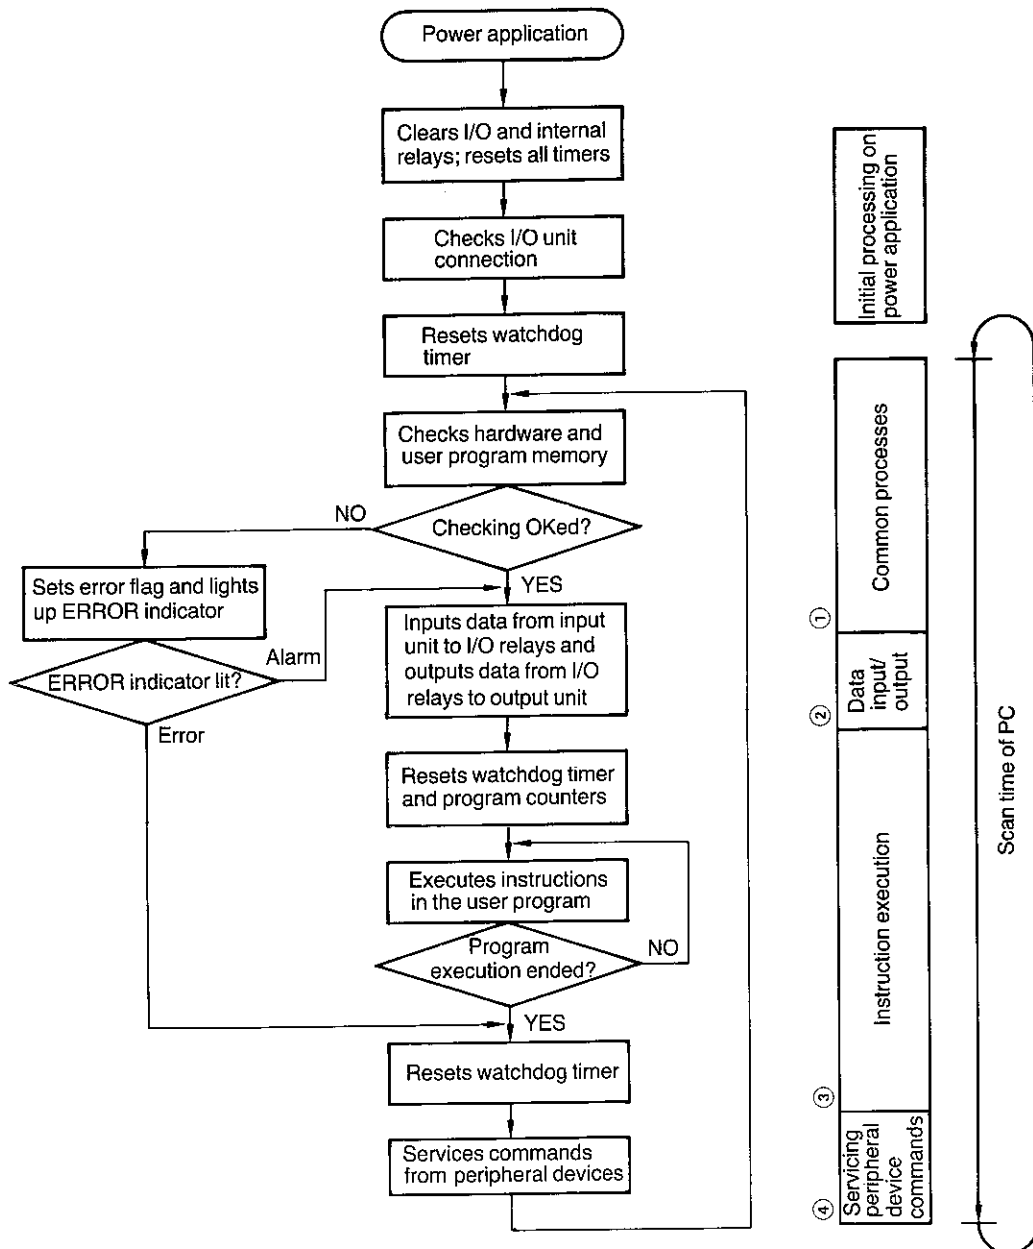 Power application
Clears I/O and internal
relays; resets all timers
Checks I/O unit
connection
Resets watchdog
timer
Checks hardware and
user program memory
Checking OKed?
NO
YES
Sets error flag and lights
up ERROR indicator
ERROR indicator lit?
Alarm
Error
Inputs data from input
unit to I/O relays and
outputs data from I/O
relays to output unit
Resets watchdog timer
and program counters
Executes instructions
in the user program
Program
execution ended?
NO
YES
Resets watchdog timer
Services commands
from peripheral devices
Initial processing on
power application
① Common processes
② Data
input/
output
③ Instruction execution
④ Servicing
peripheral
device
commands
Scan time of PC